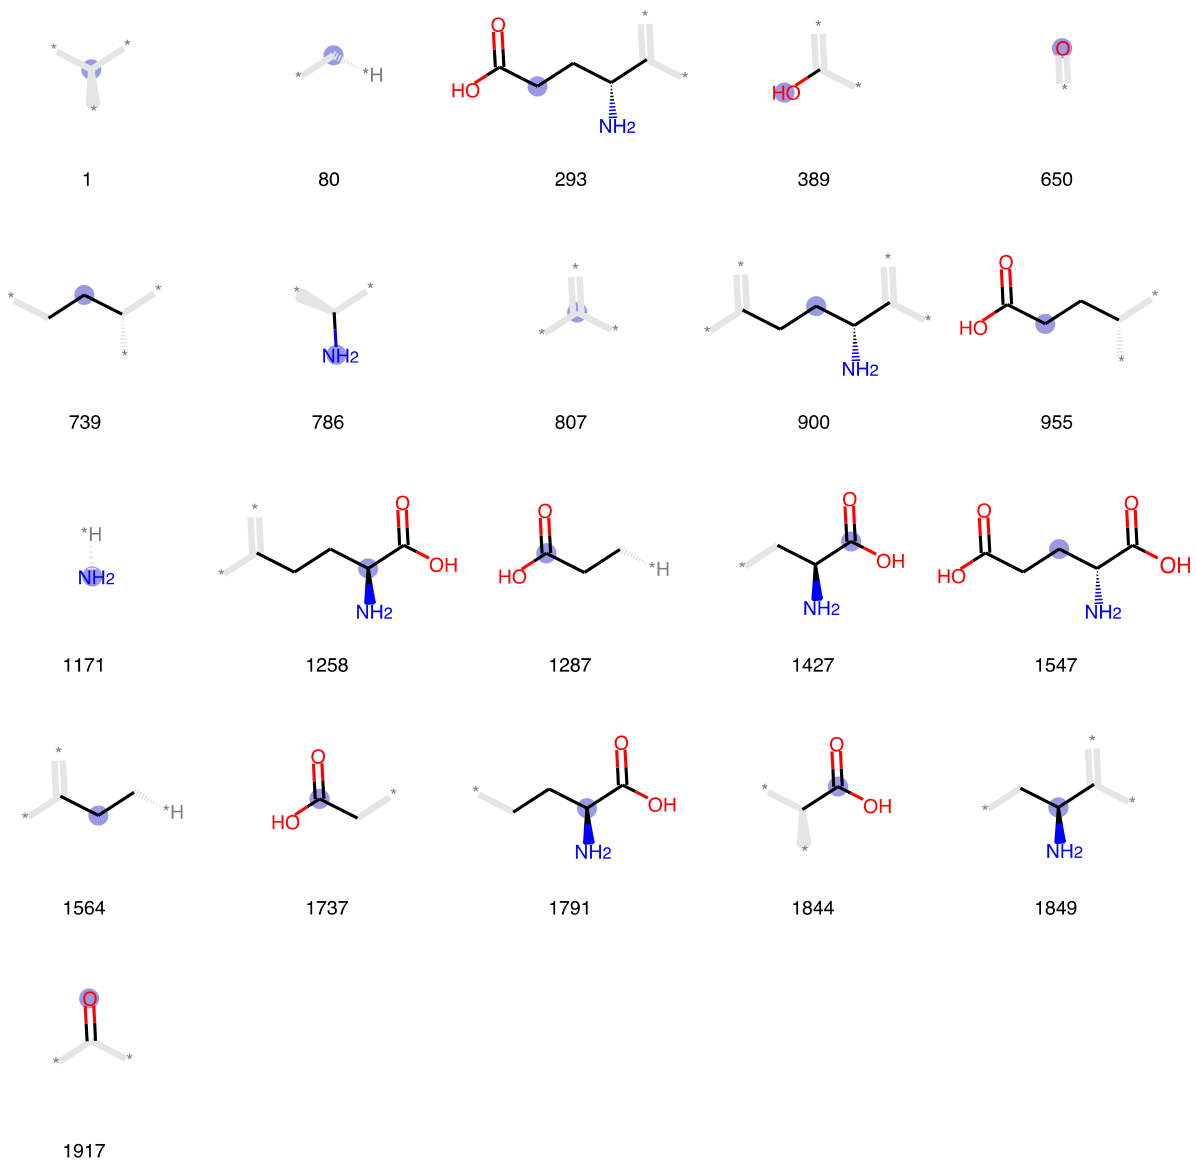 * * * * *H O HO NH2 * * * HO * O *
1 80 293 389 650
* * * * * NH2 * * * * * NH2 * * O HO * *
739 786 807 900 955
*H NH2 * * O OH NH2 O HO *H * O OH NH2 O HO O OH NH2
1171 1258 1287 1427 1547
* * *H O HO * * O OH NH2 * * O OH * * * NH2
1564 1737 1791 1844 1849
O * *
1917